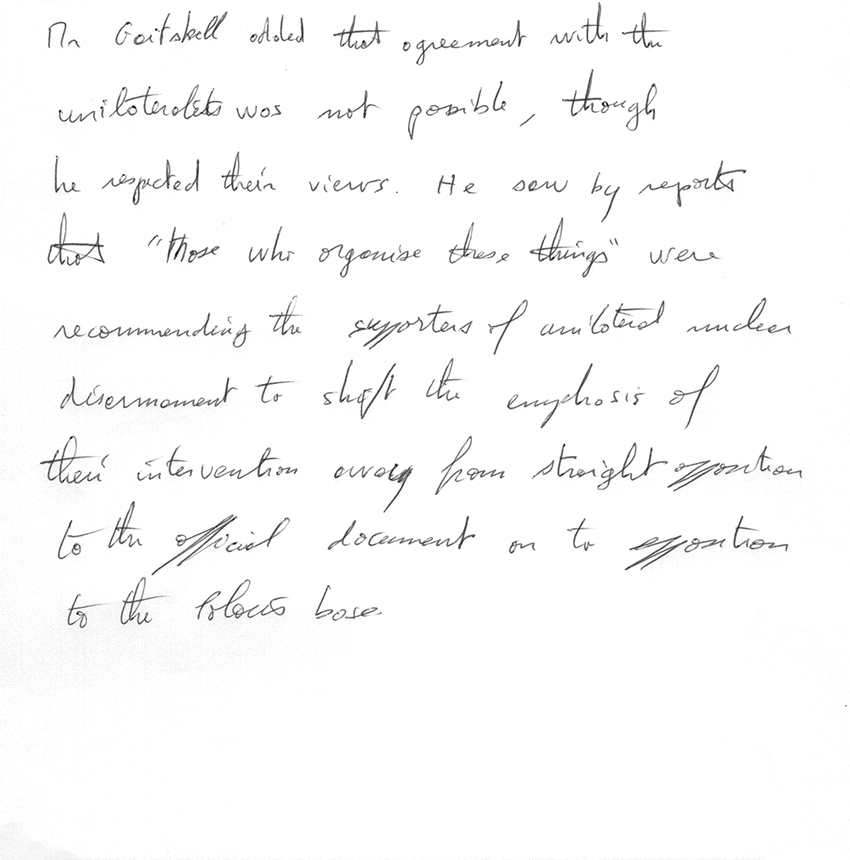 Mr Gaitskell added that agreement with the
unilateralists was not possible, though
he respected their views. He saw by reports
that "those who organise these things" were
recommending the supporters of unilateral nuclear
disarmament to shift the emphasis of
their intervention away from straight opposition
to the official document on to opposition
to the Polaris base.